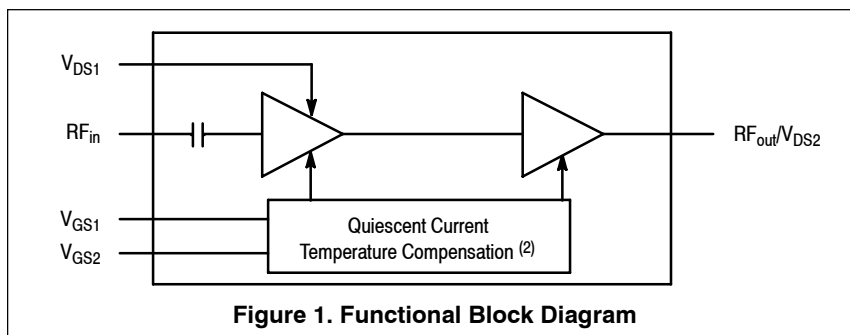 V_DS1
RF_in
RF_out/V_DS2
V_GS1
V_GS2
Quiescent Current
Temperature Compensation (2)
Figure 1. Functional Block Diagram